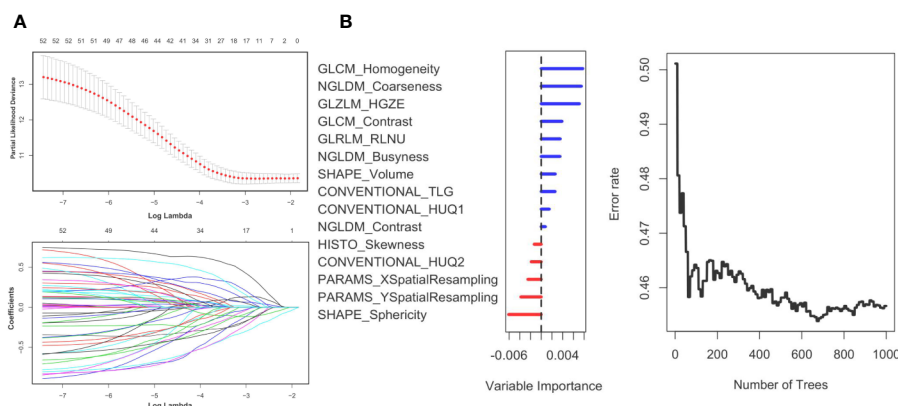 A
52 52 52 51 51 49 47 48 46 44 42 41 34 31 27 18 17 11 7 2 0
Partial Likelihood Deviance
13
12
11
−7 −6 −5 −4 −3 −2
Log Lambda
52 49 44 34 17 1
Coefficients
0.5
0.0
−0.5
−7 −6 −5 −4 −3 −2
Log Lambda
B
GLCM_Homogeneity
NGLDM_Coarseness
GLZLM_HGZE
GLCM_Contrast
GLRLM_RLNU
NGLDM_Busyness
SHAPE_Volume
CONVENTIONAL_TLG
CONVENTIONAL_HUQ1
NGLDM_Contrast
HISTO_Skewness
CONVENTIONAL_HUQ2
PARAMS_XSpatialResampling
PARAMS_YSpatialResampling
SHAPE_Sphericity
-0.006 0.004
Variable Importance
Error rate
0.50
0.49
0.48
0.47
0.46
0 200 400 600 800 1000
Number of Trees